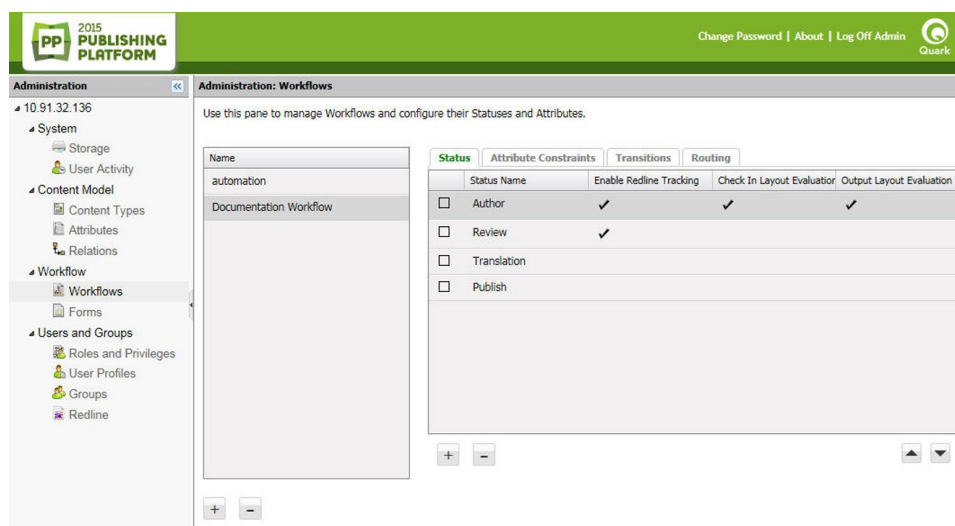 2015
PP PUBLISHING
PLATFORM
Change Password | About | Log Off Admin
Quark
Administration
Administration: Workflows
10.91.32.136
System
Storage
User Activity
Content Model
Content Types
Attributes
Relations
Workflow
Workflows
Forms
Users and Groups
Roles and Privileges
User Profiles
Groups
Redline
Use this pane to manage Workflows and configure their Statuses and Attributes.
Name
automation
Documentation Workflow
Status Attribute Constraints Transitions Routing
Status Name Enable Redline Tracking Check In Layout Evaluation Output Layout Evaluation
Author
Review
Translation
Publish